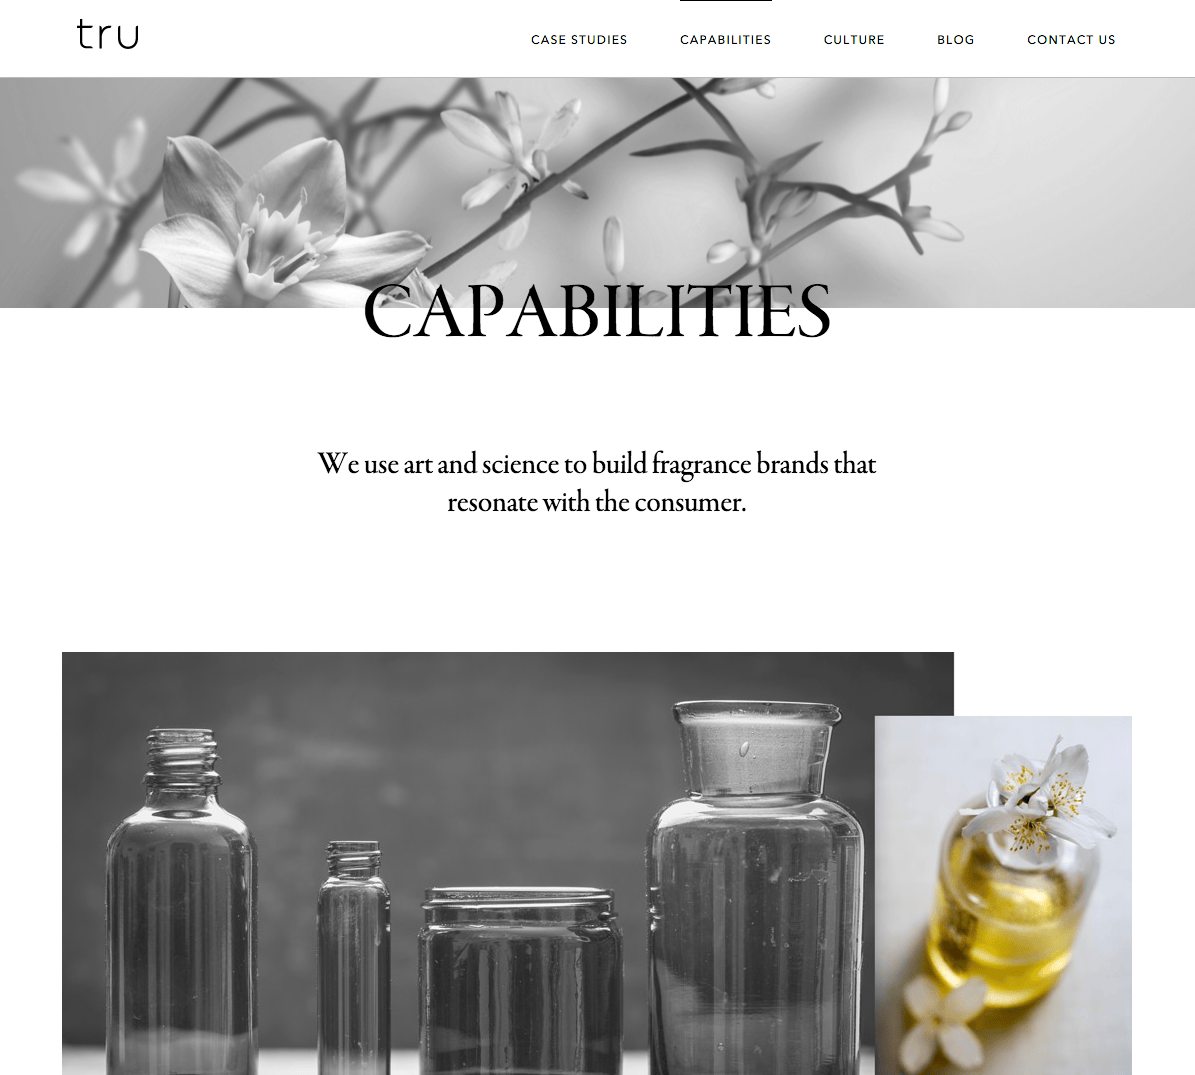 tru
CASE STUDIES
CAPABILITIES
CULTURE
BLOG
CONTACT US
CAPABILITIES
We use art and science to build fragrance brands that
resonate with the consumer.